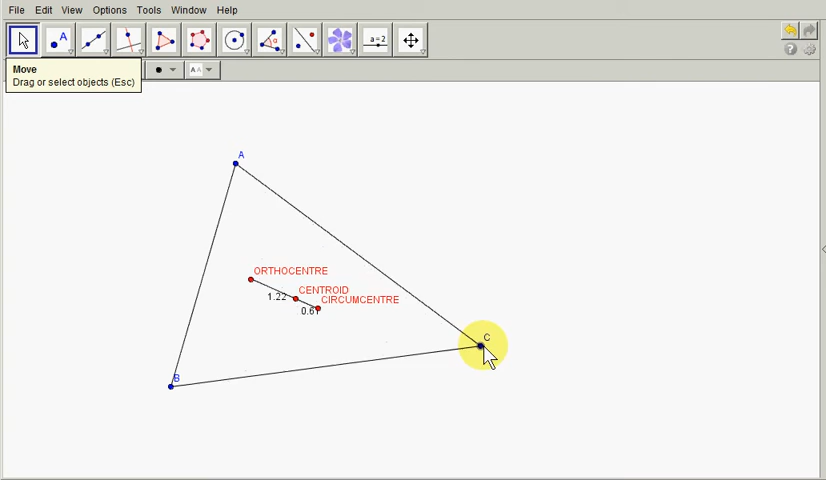 File Edit View Options Tools Window Help
A
a=2
Move
Drag or select objects (Esc)
AA
A
ORTHOCENTRE
CENTROID
1.22
CIRCUMCENTRE
0.61
C
B